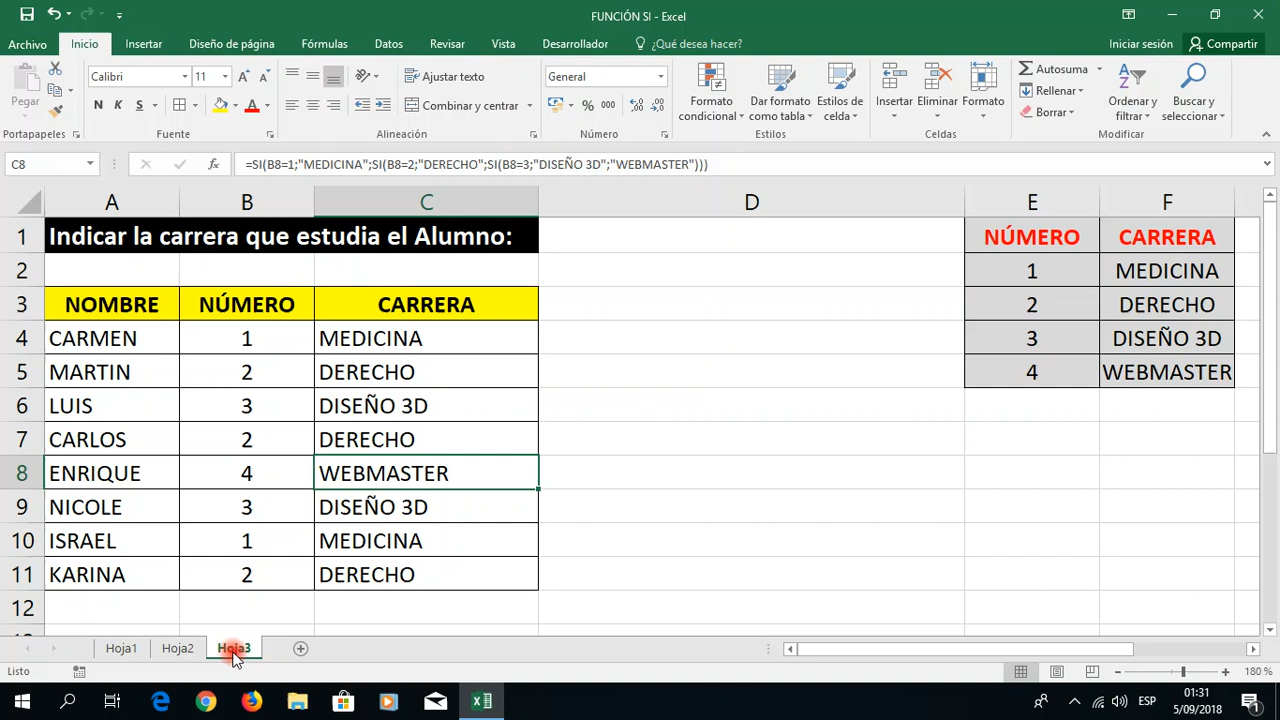 FUNCIÓN SI - Excel
Archivo Inicio Insertar Diseño de página Fórmulas Datos Revisar Vista Desarrollador ¿Qué desea hacer? Iniciar sesión Compartir
Pegar
Calibri 11
N K S
Ajustar texto
Combinar y centrar
General
% 000
Formato condicional
Dar formato como tabla
Estilos de celda
Insertar Eliminar Formato
Autosuma
Rellenar
Borrar
Ordenar y filtrar
Buscar y seleccionar
Portapapeles Fuente Alineación Número Estilos Celdas Modificar
C8 fx =SI(B8=1;"MEDICINA";SI(B8=2;"DERECHO";SI(B8=3;"DISEÑO 3D";"WEBMASTER")))
A B C D E F
1 Indicar la carrera que estudia el Alumno: NÚMERO CARRERA
2 1 MEDICINA
3 NOMBRE NÚMERO CARRERA 2 DERECHO
4 CARMEN 1 MEDICINA 3 DISEÑO 3D
5 MARTIN 2 DERECHO 4 WEBMASTER
6 LUIS 3 DISEÑO 3D
7 CARLOS 2 DERECHO
8 ENRIQUE 4 WEBMASTER
9 NICOLE 3 DISEÑO 3D
10 ISRAEL 1 MEDICINA
11 KARINA 2 DERECHO
12
Hoja1 Hoja2 Hoja3
Listo 180 %
ESP 01:31
5/09/2018